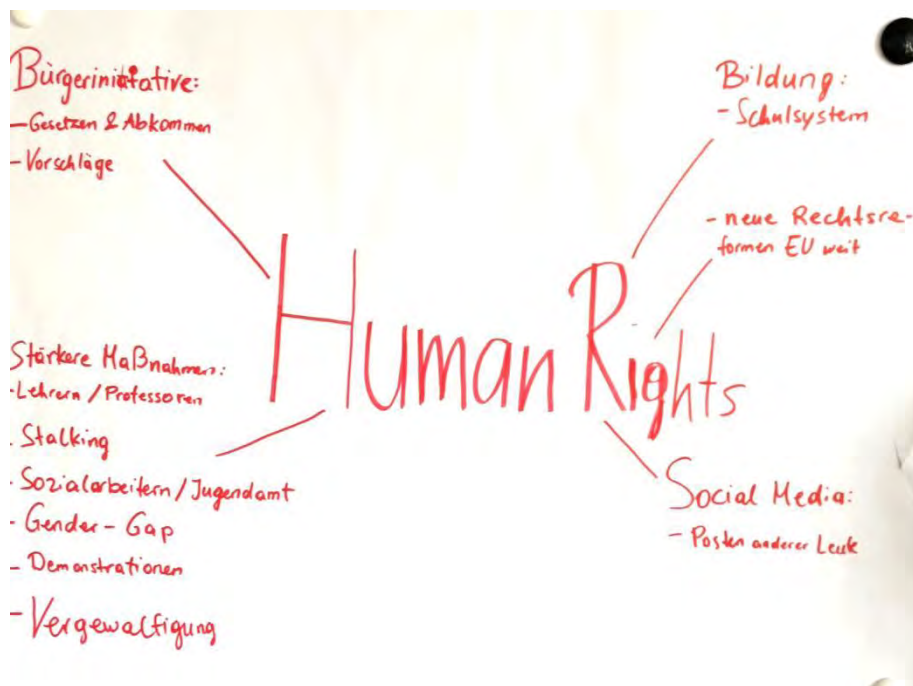 Bürgerinitiative:
- Gesetzen & Abkommen
- Vorschläge
Bildung:
- Schulsystem
- neue Rechtsre-
formen EU weit
Human Rights
Stärkere Maßnahmen:
- Lehrern / Professoren
- Stalking
- Sozialarbeitern / Jugendamt
- Gender - Gap
- Demonstrationen
- Vergewaltigung
Social Media:
- Posten anderer Leute